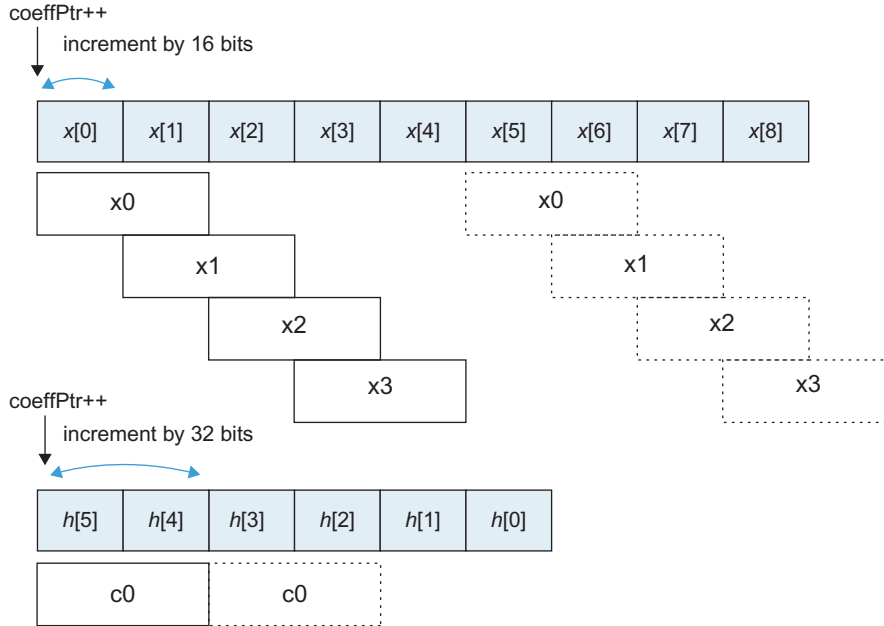 coeffPtr++
increment by 16 bits
x[0] x[1] x[2] x[3] x[4] x[5] x[6] x[7] x[8]
x0 x0
x1 x1
x2 x2
x3 x3
coeffPtr++
increment by 32 bits
h[5] h[4] h[3] h[2] h[1] h[0]
c0 c0